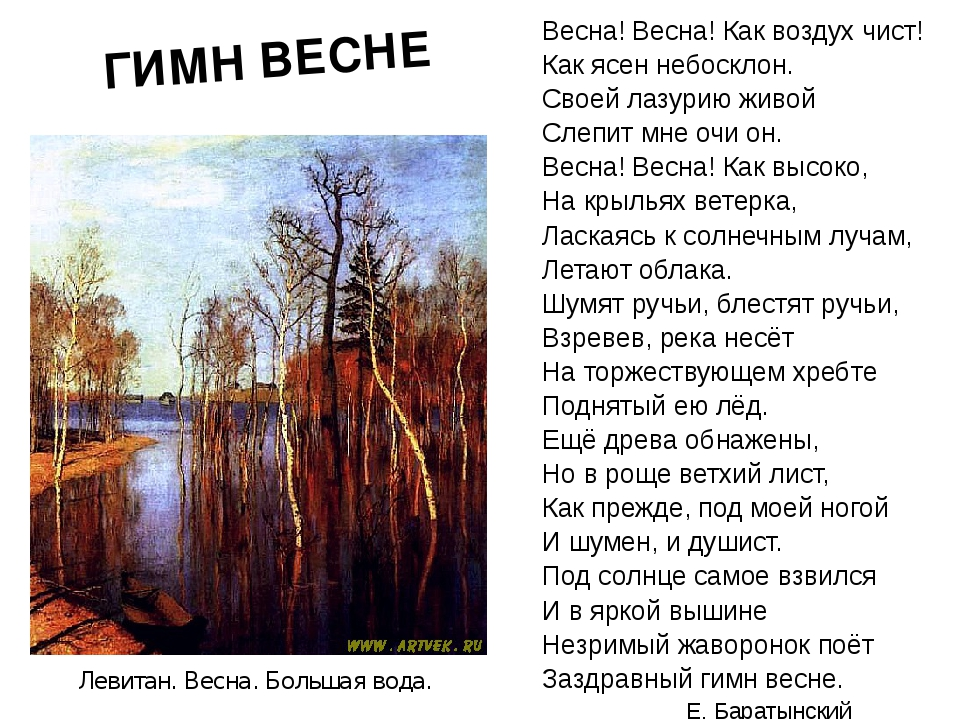 ГИМН ВЕСНЕ
Весна! Весна! Как воздух чист!
Как ясен небосклон.
Своей лазурию живой
Слепит мне очи он.
Весна! Весна! Как высоко,
На крыльях ветерка,
Ласкаясь к солнечным лучам,
Летают облака.
Шумят ручьи, блестят ручьи,
Взревев, река несёт
На торжествующем хребте
Поднятый ею лёд.
Ещё древа обнажены,
Но в роще ветхий лист,
Как прежде, под моей ногой
И шумен, и душист.
Под солнце самое взвился
И в яркой вышине
Незримый жаворонок поёт
Заздравный гимн весне.
Е. Баратынский
WWW.ARTVEK.RU
Левитан. Весна. Большая вода.